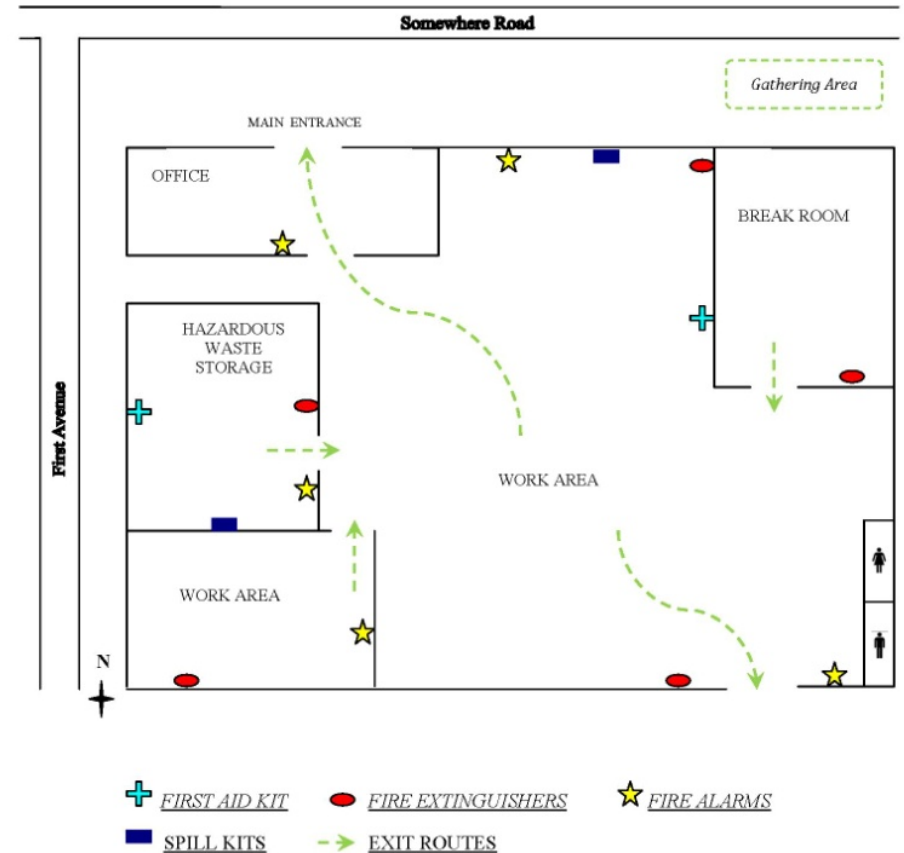 Somewhere Road
Gathering Area
MAIN ENTRANCE
OFFICE
BREAK ROOM
HAZARDOUS
WASTE
STORAGE
First Avenue
WORK AREA
WORK AREA
N
FIRST AID KIT
FIRE EXTINGUISHERS
FIRE ALARMS
SPILL KITS
EXIT ROUTES